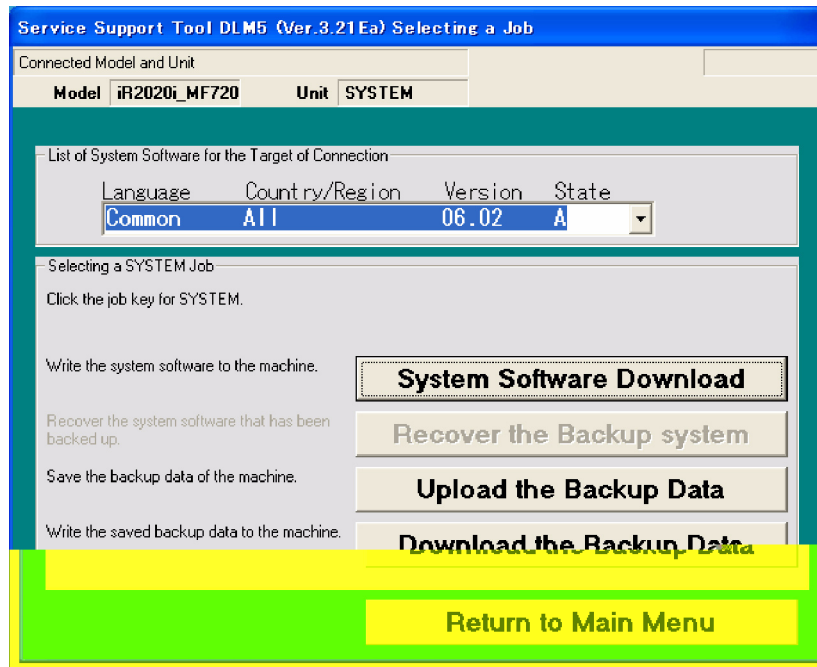 Service Support Tool DLM5 (Ver.3.21Ea) Selecting a Job
Connected Model and Unit
Model iR2020i_MF720 Unit SYSTEM
List of System Software for the Target of Connection
Language Country/Region Version State
Common All 06.02 A
Selecting a SYSTEM Job
Click the job key for SYSTEM.
Write the system software to the machine.
System Software Download
Recover the system software that has been
backed up.
Recover the Backup system
Save the backup data of the machine.
Upload the Backup Data
Write the saved backup data to the machine.
Download the Backup Data
Return to Main Menu